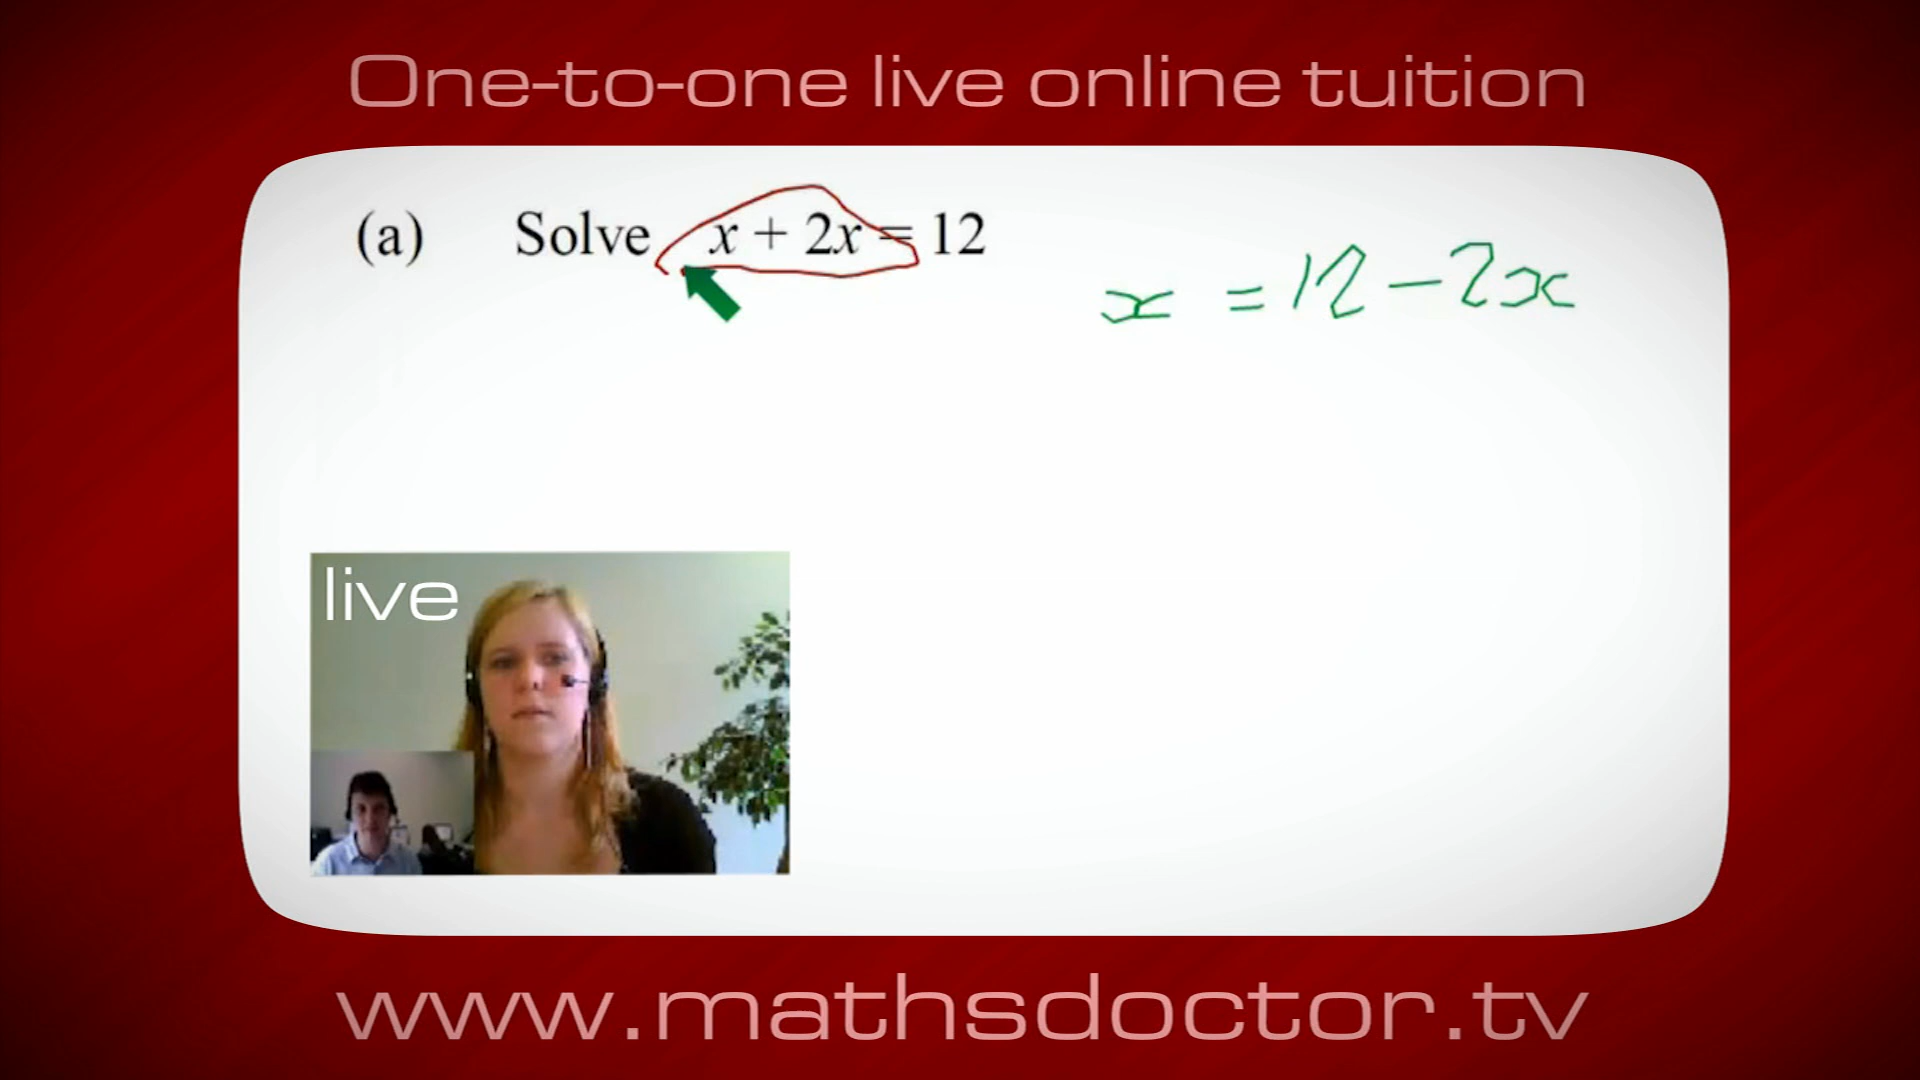 One-to-one live online tuition
(a) Solve x + 2x = 12
x = 12 - 2x
live
www.mathsdoctor.tv